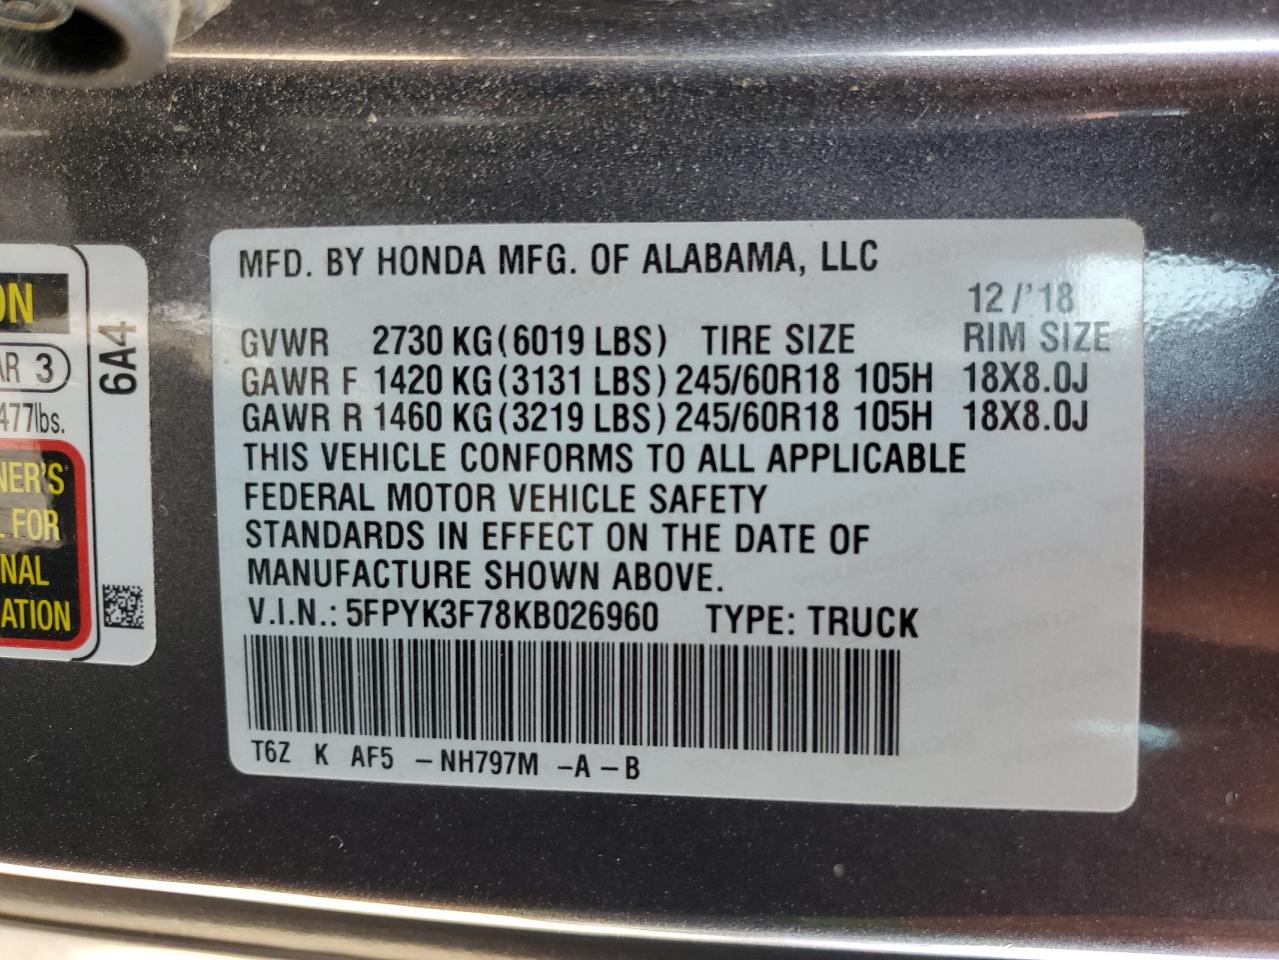 MFD. BY HONDA MFG. OF ALABAMA, LLC
12/'18
GVWR 2730 KG(6019 LBS) TIRE SIZE RIM SIZE
GAWR F 1420 KG(3131 LBS) 245/60R18 105H 18X8.0J
GAWR R 1460 KG(3219 LBS) 245/60R18 105H 18X8.0J
THIS VEHICLE CONFORMS TO ALL APPLICABLE
FEDERAL MOTOR VEHICLE SAFETY
STANDARDS IN EFFECT ON THE DATE OF
MANUFACTURE SHOWN ABOVE.
V.I.N.: 5FPYK3F78KB026960 TYPE: TRUCK
T6Z K AF5 -NH797M -A -B
ON
AR 3
477lbs.
NER'S
FOR
NAL
ATION
6A4